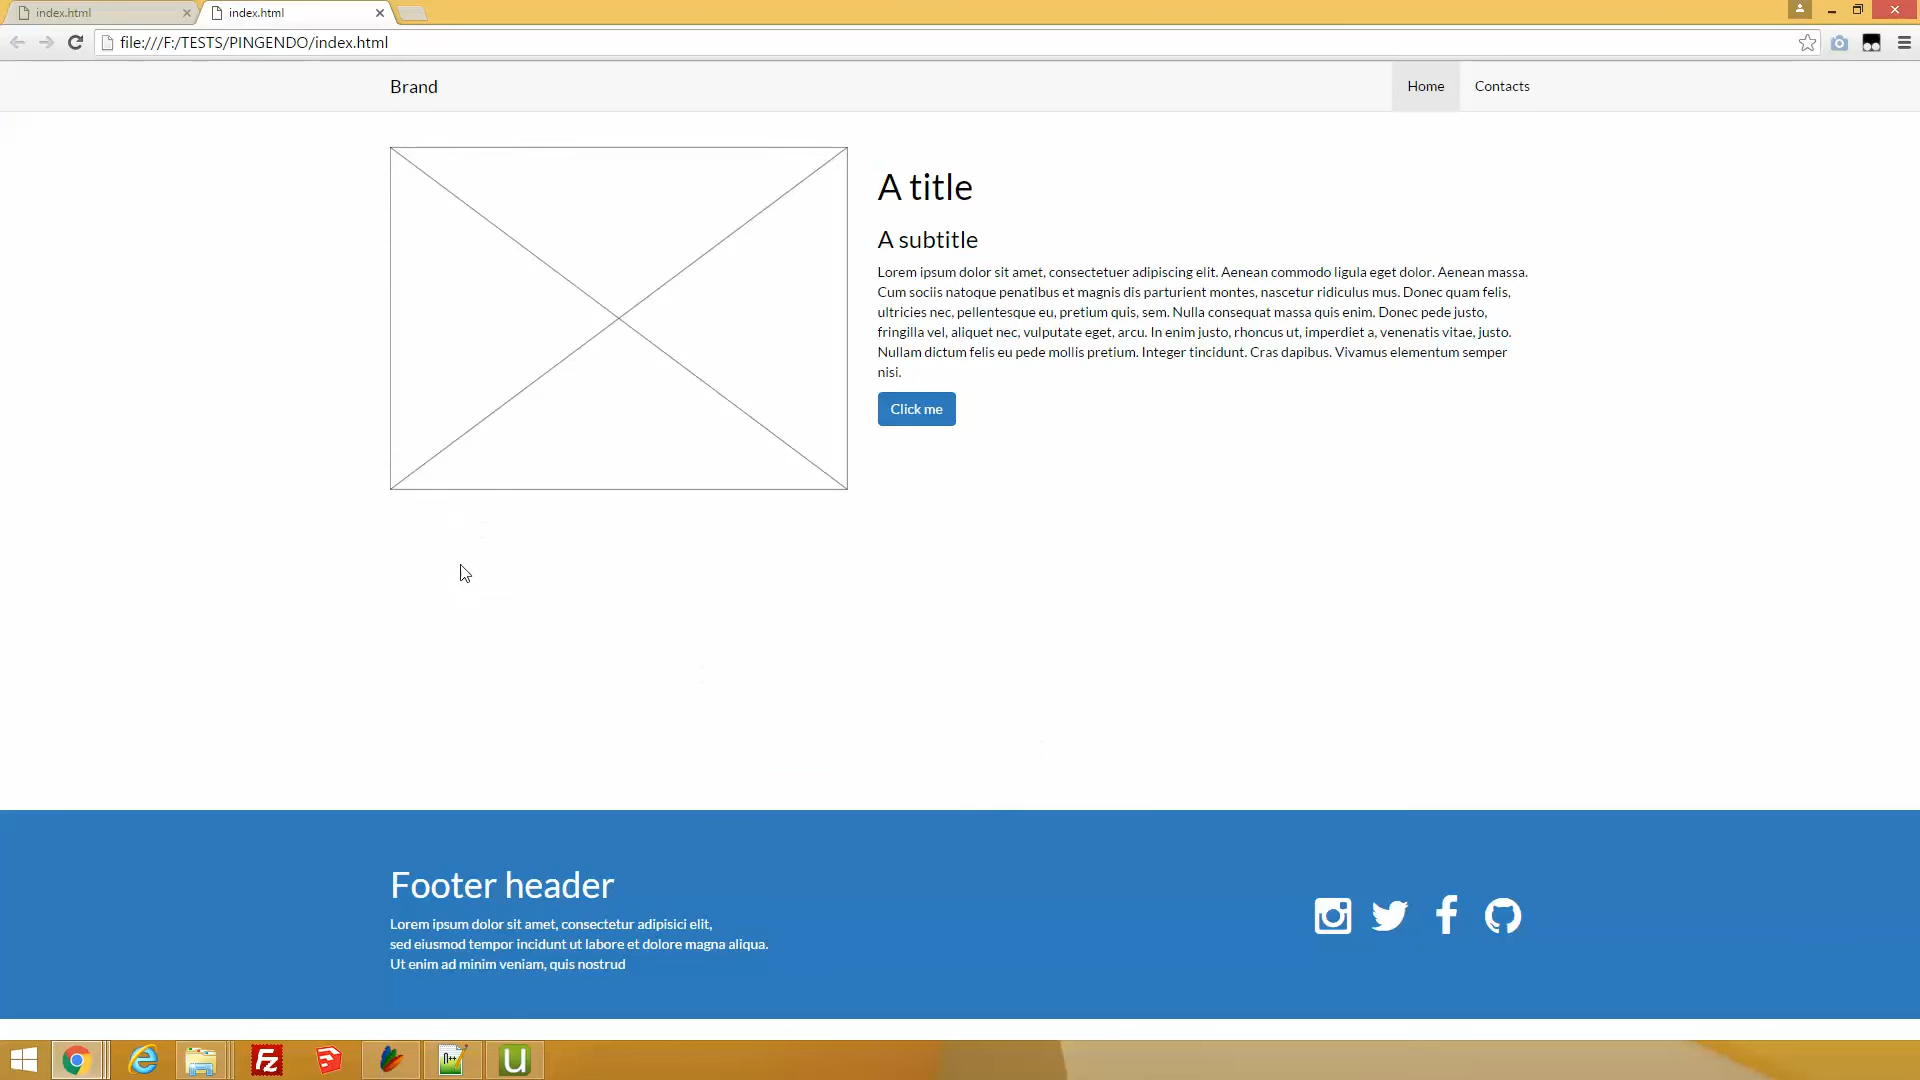 index.html
index.html
file:///F:/TESTS/PINGENDO/index.html
Brand
Home
Contacts
A title
A subtitle
Lorem ipsum dolor sit amet, consectetuer adipiscing elit. Aenean commodo ligula eget dolor. Aenean massa.
Cum sociis natoque penatibus et magnis dis parturient montes, nascetur ridiculus mus. Donec quam felis,
ultricies nec, pellentesque eu, pretium quis, sem. Nulla consequat massa quis enim. Donec pede justo,
fringilla vel, aliquet nec, vulputate eget, arcu. In enim justo, rhoncus ut, imperdiet a, venenatis vitae, justo.
Nullam dictum felis eu pede mollis pretium. Integer tincidunt. Cras dapibus. Vivamus elementum semper
nisi.
Click me
Footer header
Lorem ipsum dolor sit amet, consectetur adipisici elit,
sed eiusmod tempor incidunt ut labore et dolore magna aliqua.
Ut enim ad minim veniam, quis nostrud